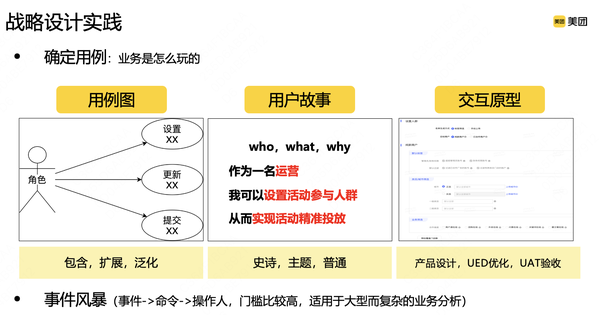 战略设计实践
美团 美团
确定用例：业务是怎么玩的
用例图
用户故事
交互原型
设置
XX
更新
XX
提交
XX
角色
who，what，why
作为一名运营
我可以设置活动参与人群
从而实现活动精准投放
包含，扩展，泛化
史诗，主题，普通
产品设计，UED优化，UAT验收
事件风暴（事件->命令->操作人，门槛比较高，适用于大型而复杂的业务分析）